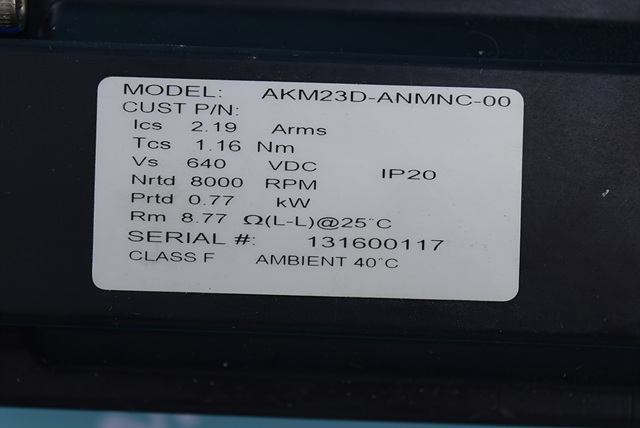 MODEL: AKM23D-ANMNC-00
CUST P/N:
Ics 2.19 Arms
Tcs 1.16 Nm
Vs 640 VDC IP20
Nrtd 8000 RPM
Prtd 0.77 kW
Rm 8.77 Ω(L-L)@25°C
SERIAL #: 131600117
CLASS F AMBIENT 40°C